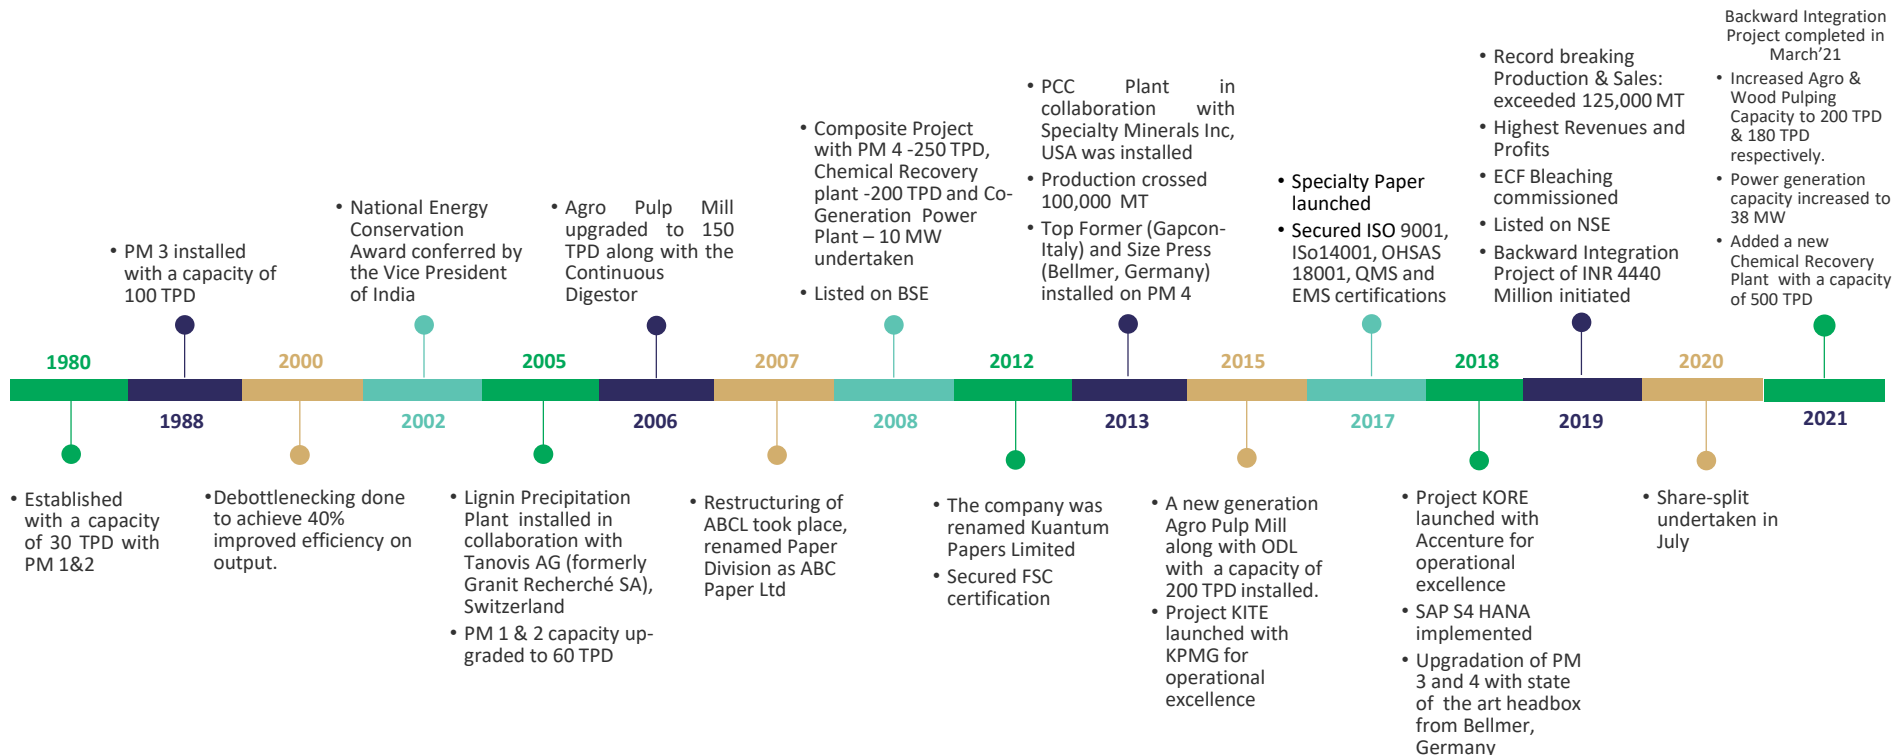 1980
• Established
with a capacity
of 30 TPD with
PM 1&2
• PM 3 installed
with a capacity of
100 TPD
1988
2000
•Debottlenecking done
to achieve 40%
improved efficiency on
output.
• National Energy
Conservation
Award conferred by
the Vice President
of India
2002
2005
• Lignin Precipitation
Plant installed in
collaboration with
Tanovis AG (formerly
Granit Recherché SA),
Switzerland
• PM 1 & 2 capacity up-
graded to 60 TPD
• Agro Pulp Mill
upgraded to 150
TPD along with the
Continuous
Digestor
2006
2007
• Restructuring of
ABCL took place,
renamed Paper
Division as ABC
Paper Ltd
• Composite Project
with PM 4 -250 TPD,
Chemical Recovery
plant -200 TPD and Co-
Generation Power
Plant – 10 MW
undertaken
• Listed on BSE
2008
2012
• The company was
renamed Kuantum
Papers Limited
• Secured FSC
certification
• PCC Plant in
collaboration with
Specialty Minerals Inc,
USA was installed
• Production crossed
100,000 MT
• Top Former (Gapcon-
Italy) and Size Press
(Bellmer, Germany)
installed on PM 4
2013
2015
• A new generation
Agro Pulp Mill
along with ODL
with a capacity of
200 TPD installed.
• Project KITE
launched with
KPMG for
operational
excellence
• Specialty Paper
launched
• Secured ISO 9001,
ISo14001, OHSAS
18001, QMS and
EMS certifications
2017
2018
• Project KORE
launched with
Accenture for
operational
excellence
• SAP S4 HANA
implemented
• Upgradation of PM
3 and 4 with state
of the art headbox
from Bellmer,
Germany
• Record breaking
Production & Sales:
exceeded 125,000 MT
• Highest Revenues and
Profits
• ECF Bleaching
commissioned
• Listed on NSE
• Backward Integration
Project of INR 4440
Million initiated
2019
2020
• Share-split
undertaken in
July
Backward Integration
Project completed in
March'21
• Increased Agro &
Wood Pulping
Capacity to 200 TPD
& 180 TPD
respectively.
• Power generation
capacity increased to
38 MW
• Added a new
Chemical Recovery
Plant with a capacity
of 500 TPD
2021